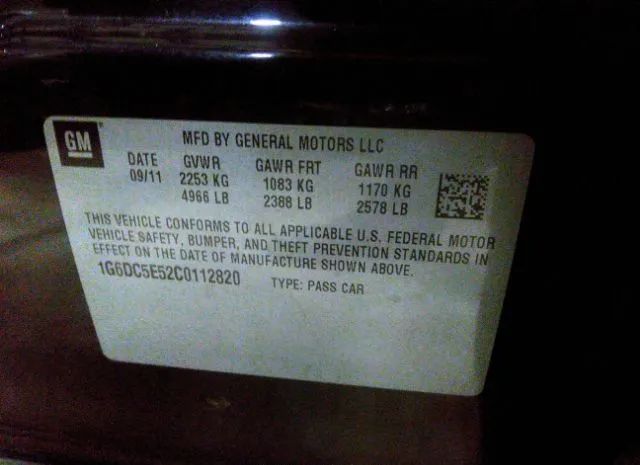 GM
MFD BY GENERAL MOTORS LLC
DATE GVWR GAWR FRT GAWR RR
09/11 2253 KG 1083 KG 1170 KG
4966 LB 2388 LB 2578 LB
THIS VEHICLE CONFORMS TO ALL APPLICABLE U.S. FEDERAL MOTOR
VEHICLE SAFETY, BUMPER, AND THEFT PREVENTION STANDARDS IN
EFFECT ON THE DATE OF MANUFACTURE SHOWN ABOVE.
1G6DC5E52C0112820 TYPE: PASS CAR